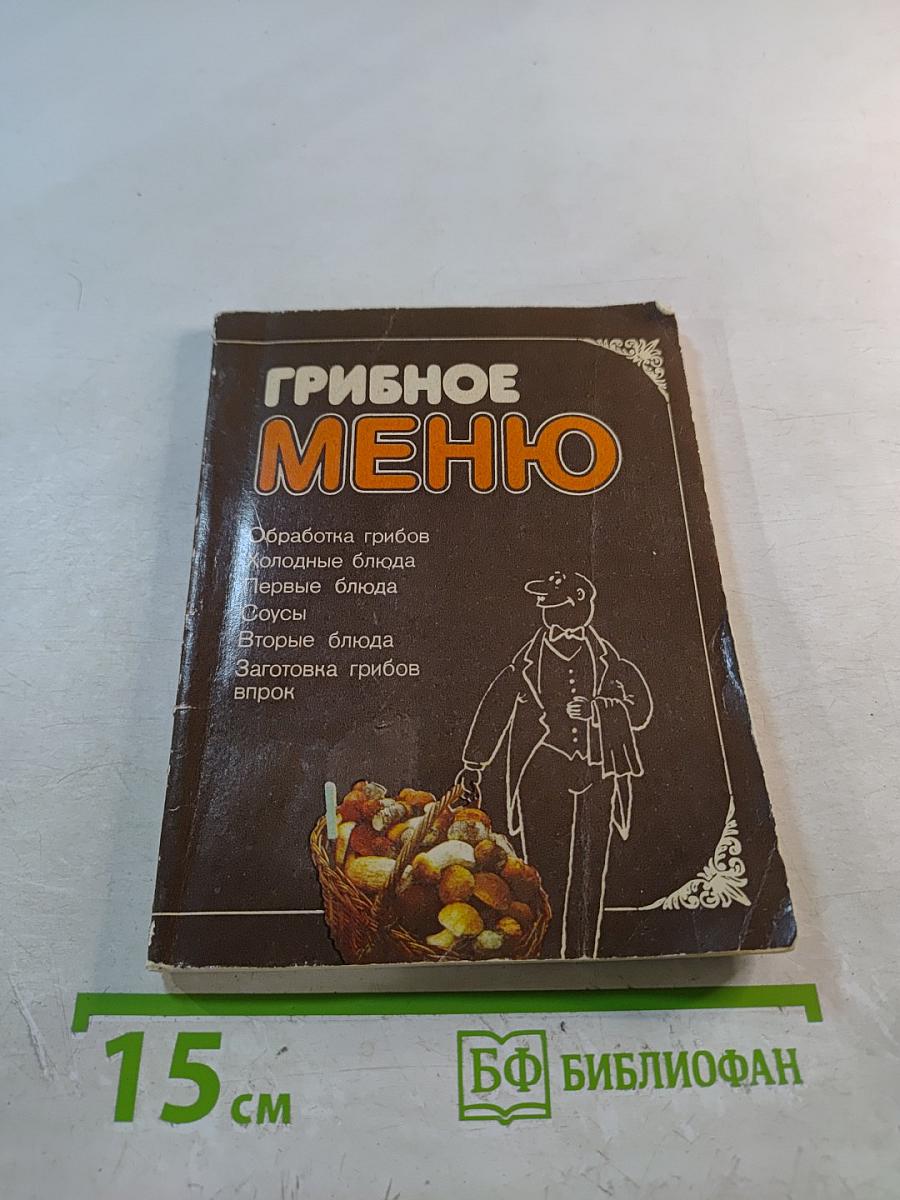 ГРИБНОЕ
МЕНЮ
Обработка грибов
Холодные блюда
Первые блюда
Соусы
Вторые блюда
Заготовка грибов
впрок
15 см
БФ БИБЛИОФАН